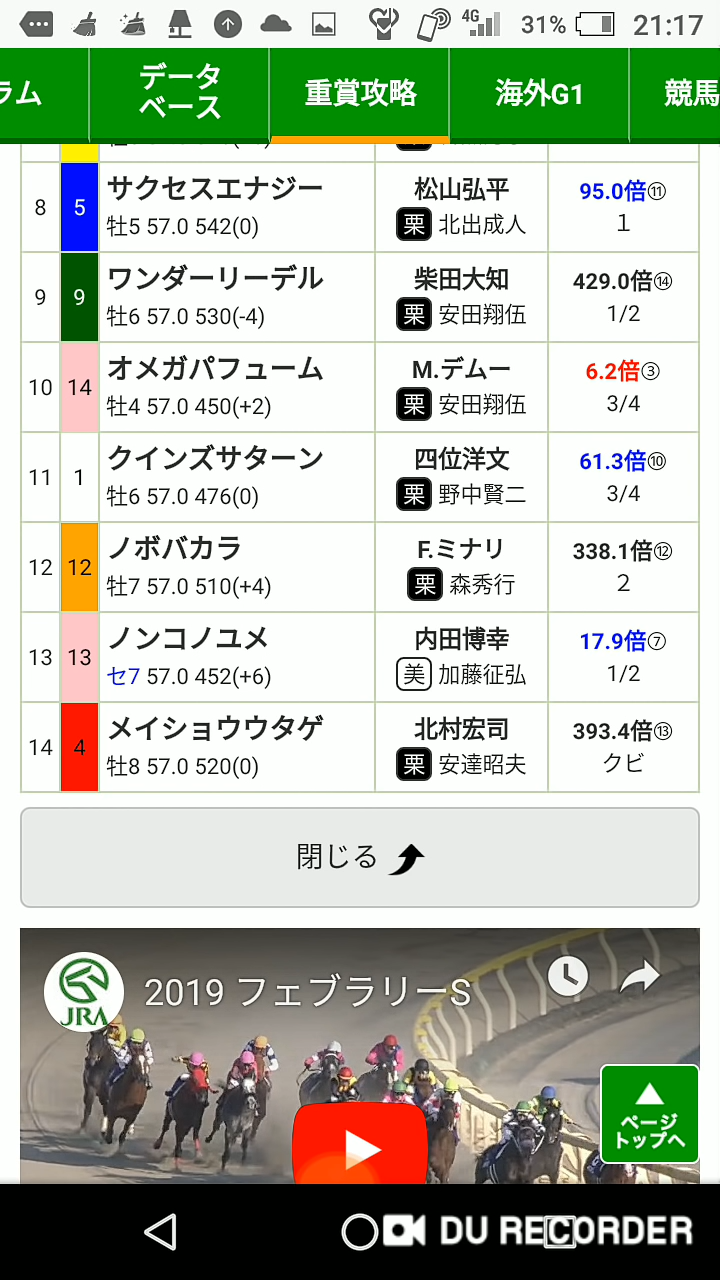 4G 31% 21:17
ラム
データ
ベース
重賞攻略
海外G1
競馬
8 5 サクセスエナジー 松山弘平 95.0倍⑪
牡5 57.0 542(0) 栗 北出成人 1
9 9 ワンダーリーデル 柴田大知 429.0倍⑭
牡6 57.0 530(-4) 栗 安田翔伍 1/2
10 14 オメガパフューム M.デムー 6.2倍③
牡4 57.0 450(+2) 栗 安田翔伍 3/4
11 1 クインズサターン 四位洋文 61.3倍⑩
牡6 57.0 476(0) 栗 野中賢二 3/4
12 12 ノボバカラ F.ミナリ 338.1倍⑫
牡7 57.0 510(+4) 栗 森秀行 2
13 13 ノンコノユメ 内田博幸 17.9倍⑦
セ7 57.0 452(+6) 美 加藤征弘 1/2
14 4 メイショウウタゲ 北村宏司 393.4倍⑬
牡8 57.0 520(0) 栗 安達昭夫 クビ
閉じる
JRA
2019 フェブラリーS
ページ
トップへ
DU RECORDER